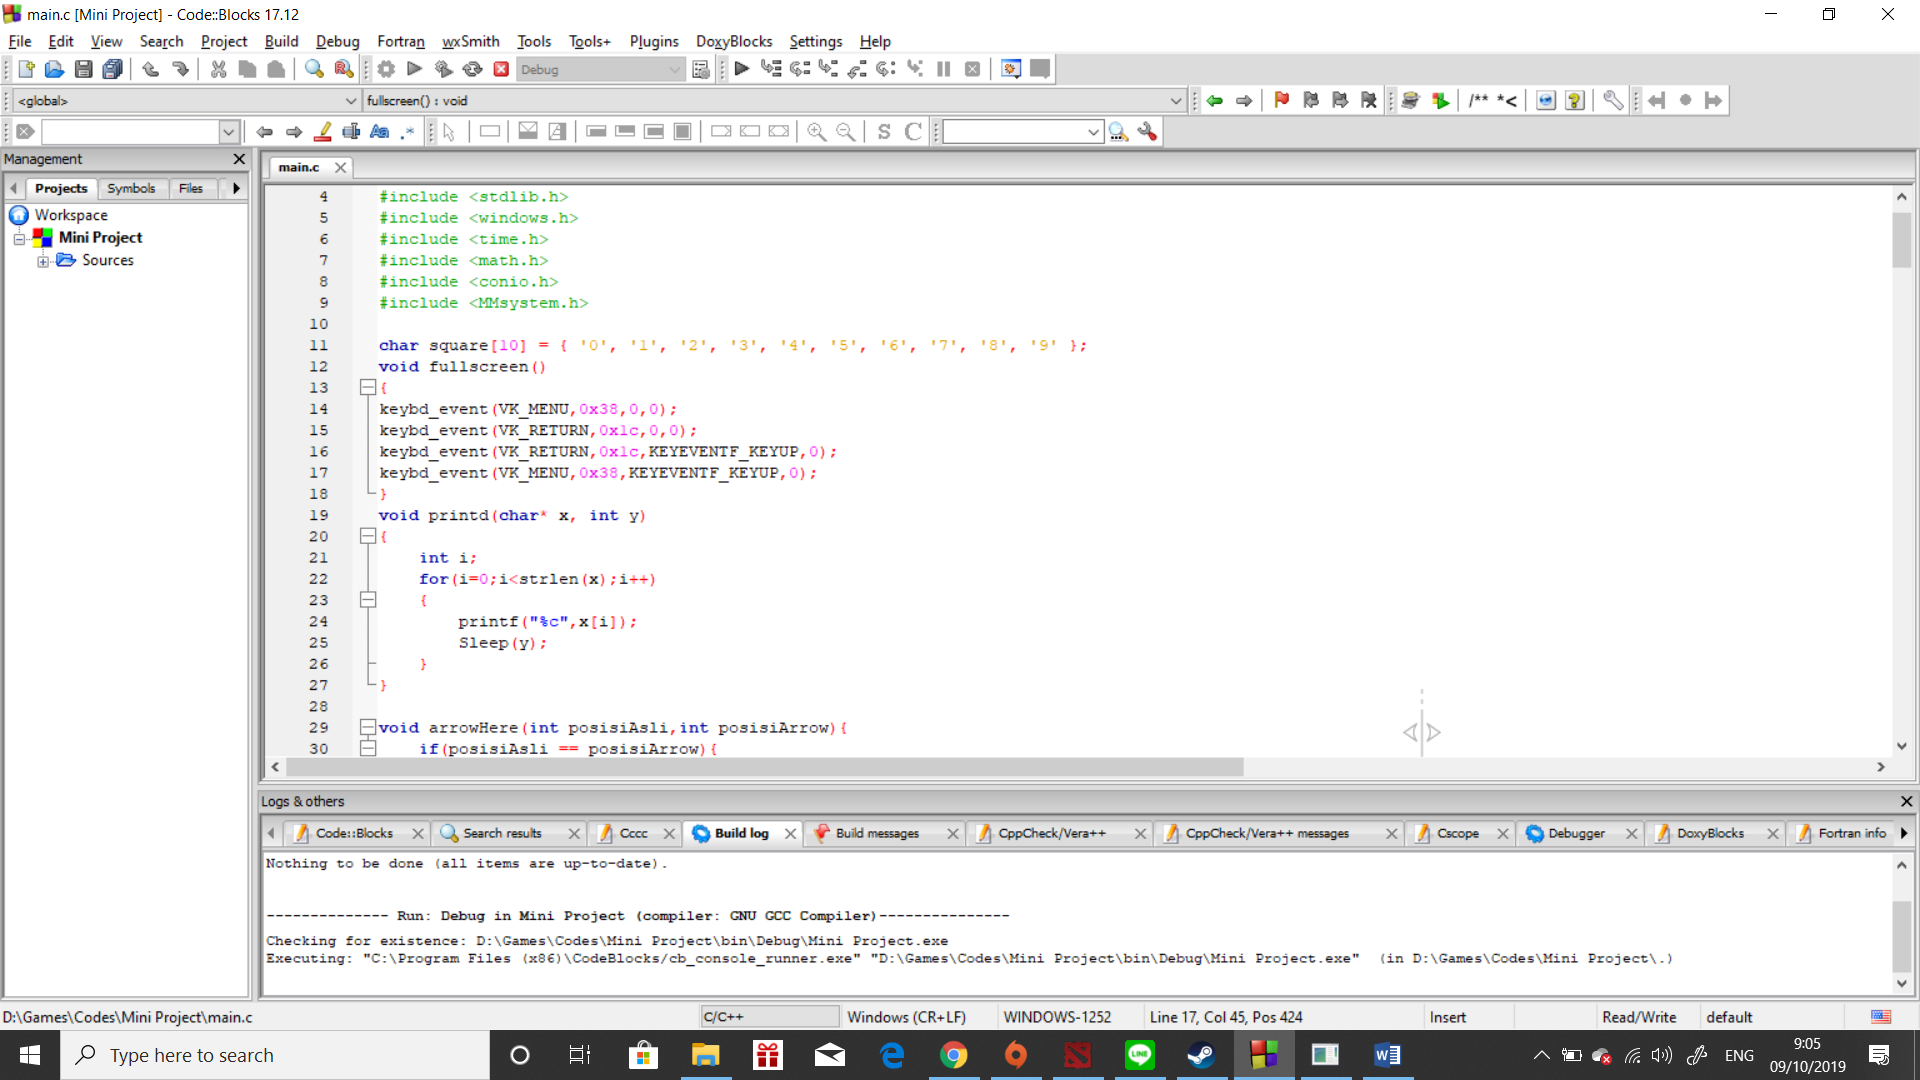 main.c [Mini Project] - Code::Blocks 17.12
File Edit View Search Project Build Debug Fortran wxSmith Tools Tools+ Plugins DoxyBlocks Settings Help
Debug
<global> fullscreen() : void /** *<
Aa .* S C
Management
main.c
Projects Symbols Files
Workspace
Mini Project
Sources
4 #include <stdlib.h>
5 #include <windows.h>
6 #include <time.h>
7 #include <math.h>
8 #include <conio.h>
9 #include <MMsystem.h>
10
11 char square[10] = { '0', '1', '2', '3', '4', '5', '6', '7', '8', '9' };
12 void fullscreen()
13 {
14 keybd_event(VK_MENU,0x38,0,0);
15 keybd_event(VK_RETURN,0x1c,0,0);
16 keybd_event(VK_RETURN,0x1c,KEYEVENTF_KEYUP,0);
17 keybd_event(VK_MENU,0x38,KEYEVENTF_KEYUP,0);
18 }
19 void printd(char* x, int y)
20 {
21 int i;
22 for(i=0;i<strlen(x);i++)
23 {
24 printf("%c",x[i]);
25 Sleep(y);
26 }
27 }
28
29 void arrowHere(int posisiAsli,int posisiArrow){
30 if(posisiAsli == posisiArrow){
Logs & others
Code::Blocks Search results Cccc Build log Build messages CppCheck/Vera++ CppCheck/Vera++ messages Cscope Debugger DoxyBlocks Fortran info
Nothing to be done (all items are up-to-date).
-------------- Run: Debug in Mini Project (compiler: GNU GCC Compiler)---------------
Checking for existence: D:\Games\Codes\Mini Project\bin\Debug\Mini Project.exe
Executing: "C:\Program Files (x86)\CodeBlocks/cb_console_runner.exe" "D:\Games\Codes\Mini Project\bin\Debug\Mini Project.exe"  (in D:\Games\Codes\Mini Project\.)
D:\Games\Codes\Mini Project\main.c C/C++ Windows (CR+LF) WINDOWS-1252 Line 17, Col 45, Pos 424 Insert Read/Write default
Type here to search ENG 9:05
09/10/2019